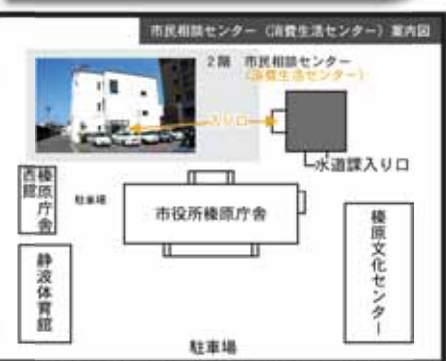 市民相談センター（消費生活センター）案内図
2階 市民相談センター
（消費生活センター）
入り口
水道課入り口
榛原庁舎
西館
駐車場
市役所榛原庁舎
静波体育館
榛原文化センター
駐車場